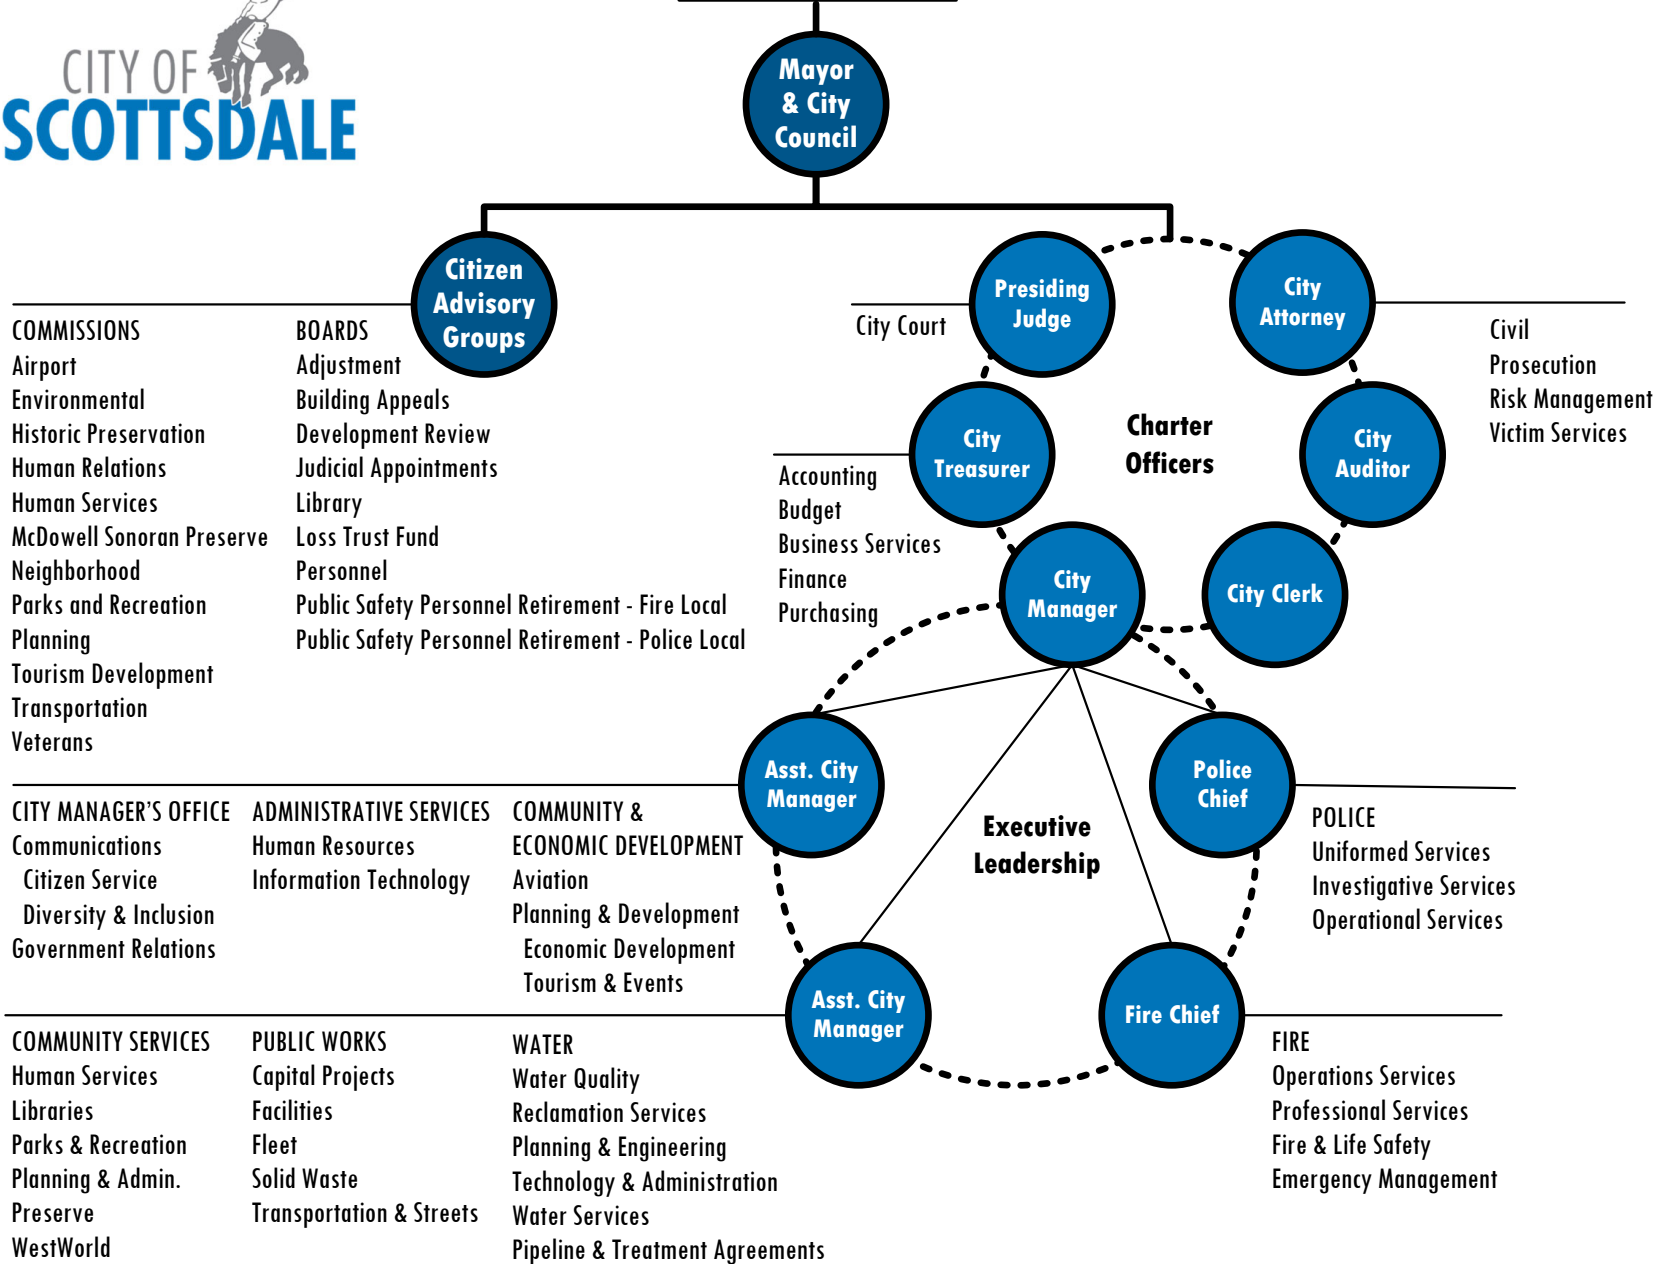 CITY OF
SCOTTSDALE
Mayor
& City
Council
Citizen
Advisory
Groups
COMMISSIONS
Airport
Environmental
Historic Preservation
Human Relations
Human Services
McDowell Sonoran Preserve
Neighborhood
Parks and Recreation
Planning
Tourism Development
Transportation
Veterans
BOARDS
Adjustment
Building Appeals
Development Review
Judicial Appointments
Library
Loss Trust Fund
Personnel
Public Safety Personnel Retirement - Fire Local
Public Safety Personnel Retirement - Police Local
Charter
Officers
Presiding
Judge
City Court
City
Attorney
Civil
Prosecution
Risk Management
Victim Services
City
Treasurer
Accounting
Budget
Business Services
Finance
Purchasing
City
Auditor
City
Manager
City Clerk
Executive
Leadership
Asst. City
Manager
CITY MANAGER'S OFFICE
Communications
Citizen Service
Diversity & Inclusion
Government Relations
ADMINISTRATIVE SERVICES
Human Resources
Information Technology
COMMUNITY &
ECONOMIC DEVELOPMENT
Aviation
Planning & Development
Economic Development
Tourism & Events
Police
Chief
POLICE
Uniformed Services
Investigative Services
Operational Services
Asst. City
Manager
COMMUNITY SERVICES
Human Services
Libraries
Parks & Recreation
Planning & Admin.
Preserve
WestWorld
PUBLIC WORKS
Capital Projects
Facilities
Fleet
Solid Waste
Transportation & Streets
WATER
Water Quality
Reclamation Services
Planning & Engineering
Technology & Administration
Water Services
Pipeline & Treatment Agreements
Fire Chief
FIRE
Operations Services
Professional Services
Fire & Life Safety
Emergency Management